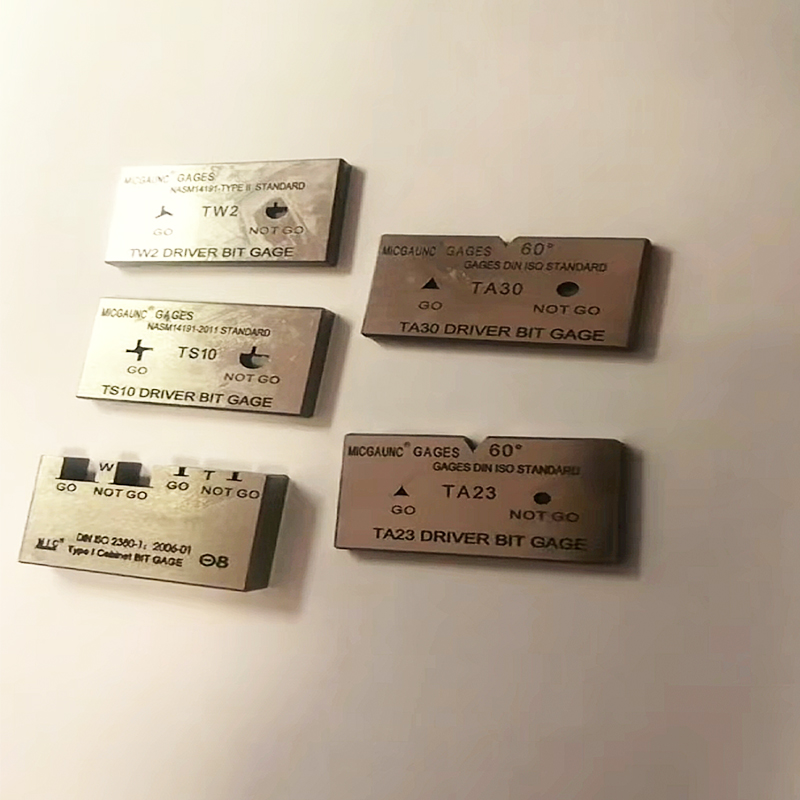 MICGAUNC® GAGES
NASM14191-TYPE II STANDARD
TW2
GO
NOT GO
TW2 DRIVER BIT GAGE
MICGAUNC® GAGES 60°
GAGES DIN ISO STANDARD
TA30
GO
NOT GO
TA30 DRIVER BIT GAGE
MICGAUNC® GAGES
NASM14191-2011 STANDARD
TS10
GO
NOT GO
TS10 DRIVER BIT GAGE
MICGAUNC® GAGES 60°
GAGES DIN ISO STANDARD
TA23
GO
NOT GO
TA23 DRIVER BIT GAGE
W T
GO NOT GO GO NOT GO
DIN ISO 2380-1: 2006-01
M.I.C® Type I Cabinet BIT GAGE
8